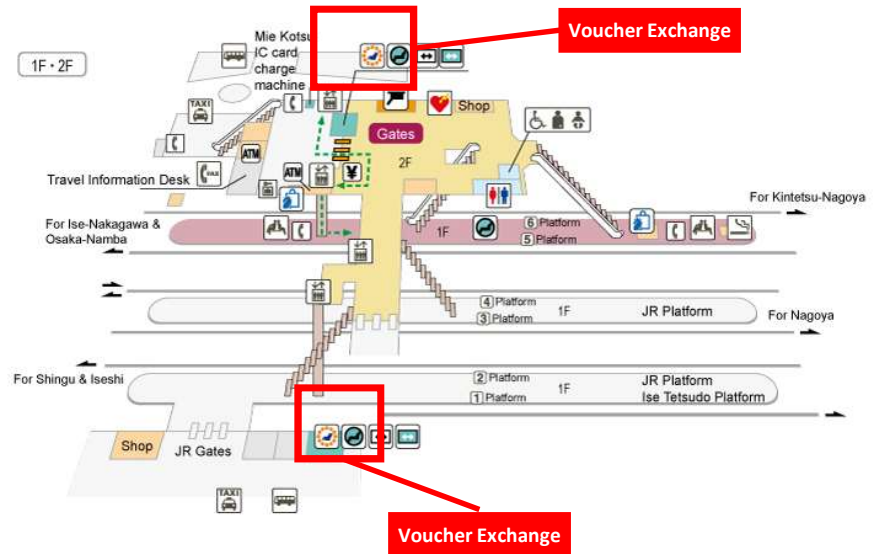 Voucher Exchange
1F・2F
Mie Kotsu
IC card
charge
machine
TAXI
Shop
Gates
ATM
ATM
¥
2F
Travel Information Desk
FAX
For Kintetsu-Nagoya
For Ise-Nakagawa &
Osaka-Namba
1F
6 Platform
5 Platform
4 Platform
3 Platform
1F
JR Platform
For Nagoya
For Shingu & Iseshi
2 Platform
1 Platform
1F
JR Platform
Ise Tetsudo Platform
Shop
JR Gates
TAXI
Voucher Exchange